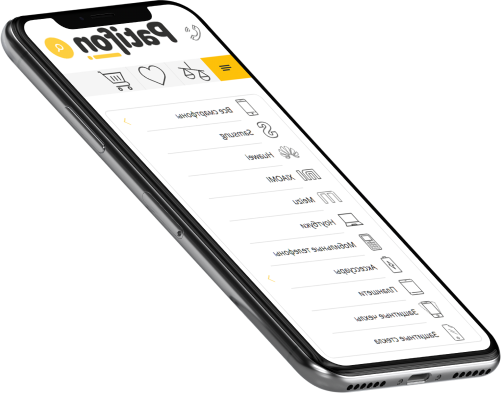 Patifon
Все смартфоны
Samsung
Huawei
XIAOMI
Meizu
Ноутбуки
Мобильные телефоны
Аксессуары
Планшеты
Защитные чехлы
Защитные стекла